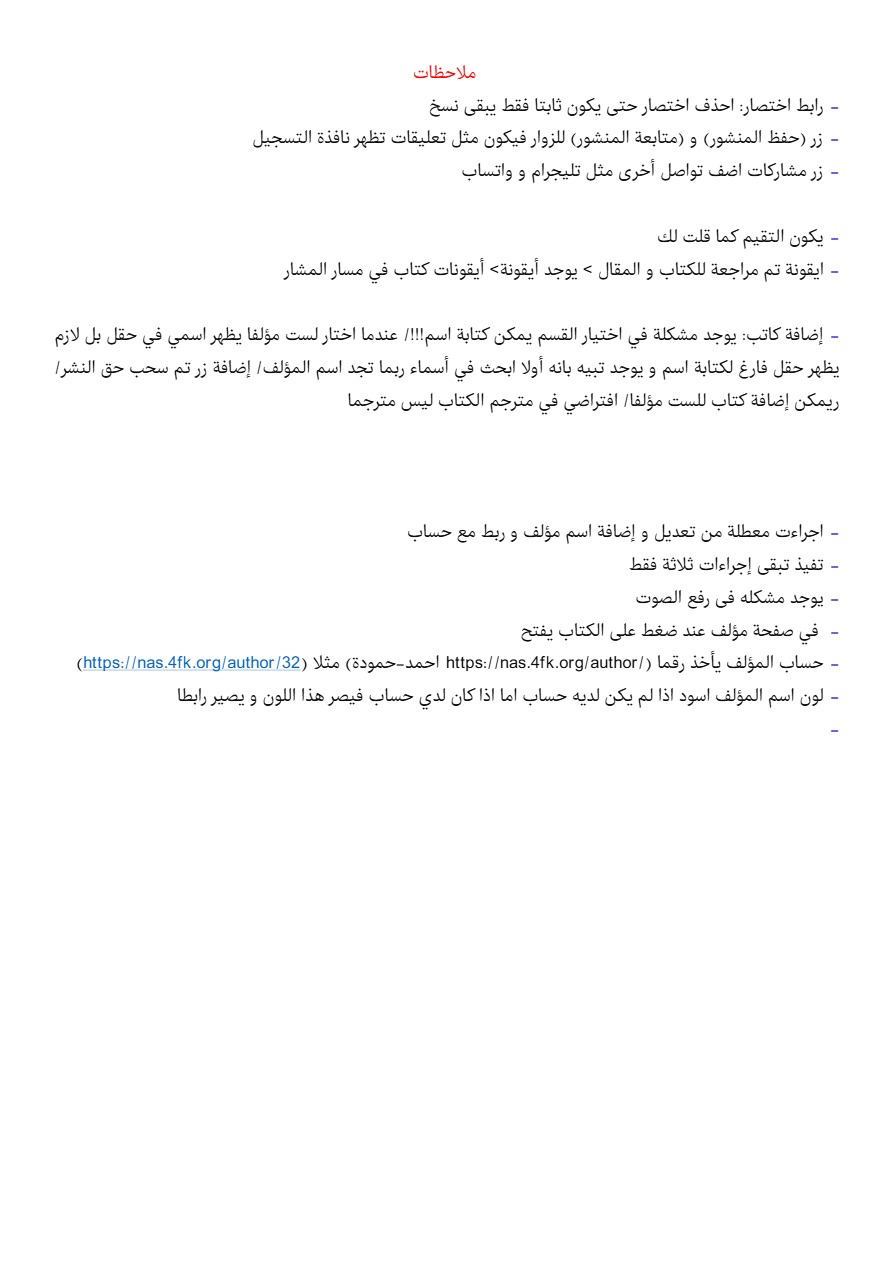 ملاحظات
- رابط اختصار: احذف اختصار حتى يكون ثابتا فقط يبقى نسخ
- زر (حفظ المنشور) و (متابعة المنشور) للزوار فيكون مثل تعليقات تظهر نافذة التسجيل
- زر مشاركات اضف تواصل أخرى مثل تليجرام و واتساب
- يكون التقيم كما قلت لك
- ايقونة تم مراجعة للكتاب و المقال > يوجد أيقونة> أيقونات كتاب في مسار المشار
- إضافة كاتب: يوجد مشكلة في اختيار القسم يمكن كتابة اسم!!!/ عندما اختار لست مؤلفا يظهر اسمي في حقل بل لازم
يظهر حقل فارغ لكتابة اسم و يوجد تبيه بانه أولا ابحث في أسماء ربما تجد اسم المؤلف/ إضافة زر تم سحب حق النشر/
ريمكن إضافة كتاب للست مؤلفا/ افتراضي في مترجم الكتاب ليس مترجما
- اجراءت معطلة من تعديل و إضافة اسم مؤلف و ربط مع حساب
- تفيذ تبقى إجراءات ثلاثة فقط
- يوجد مشكله فى رفع الصوت
- في صفحة مؤلف عند ضغط على الكتاب يفتح
- حساب المؤلف يأخذ رقما (https://nas.4fk.org/author/ احمد-حمودة) مثلا (https://nas.4fk.org/author/32)
- لون اسم المؤلف اسود اذا لم يكن لديه حساب اما اذا كان لدي حساب فيصر هذا اللون و يصير رابطا
-